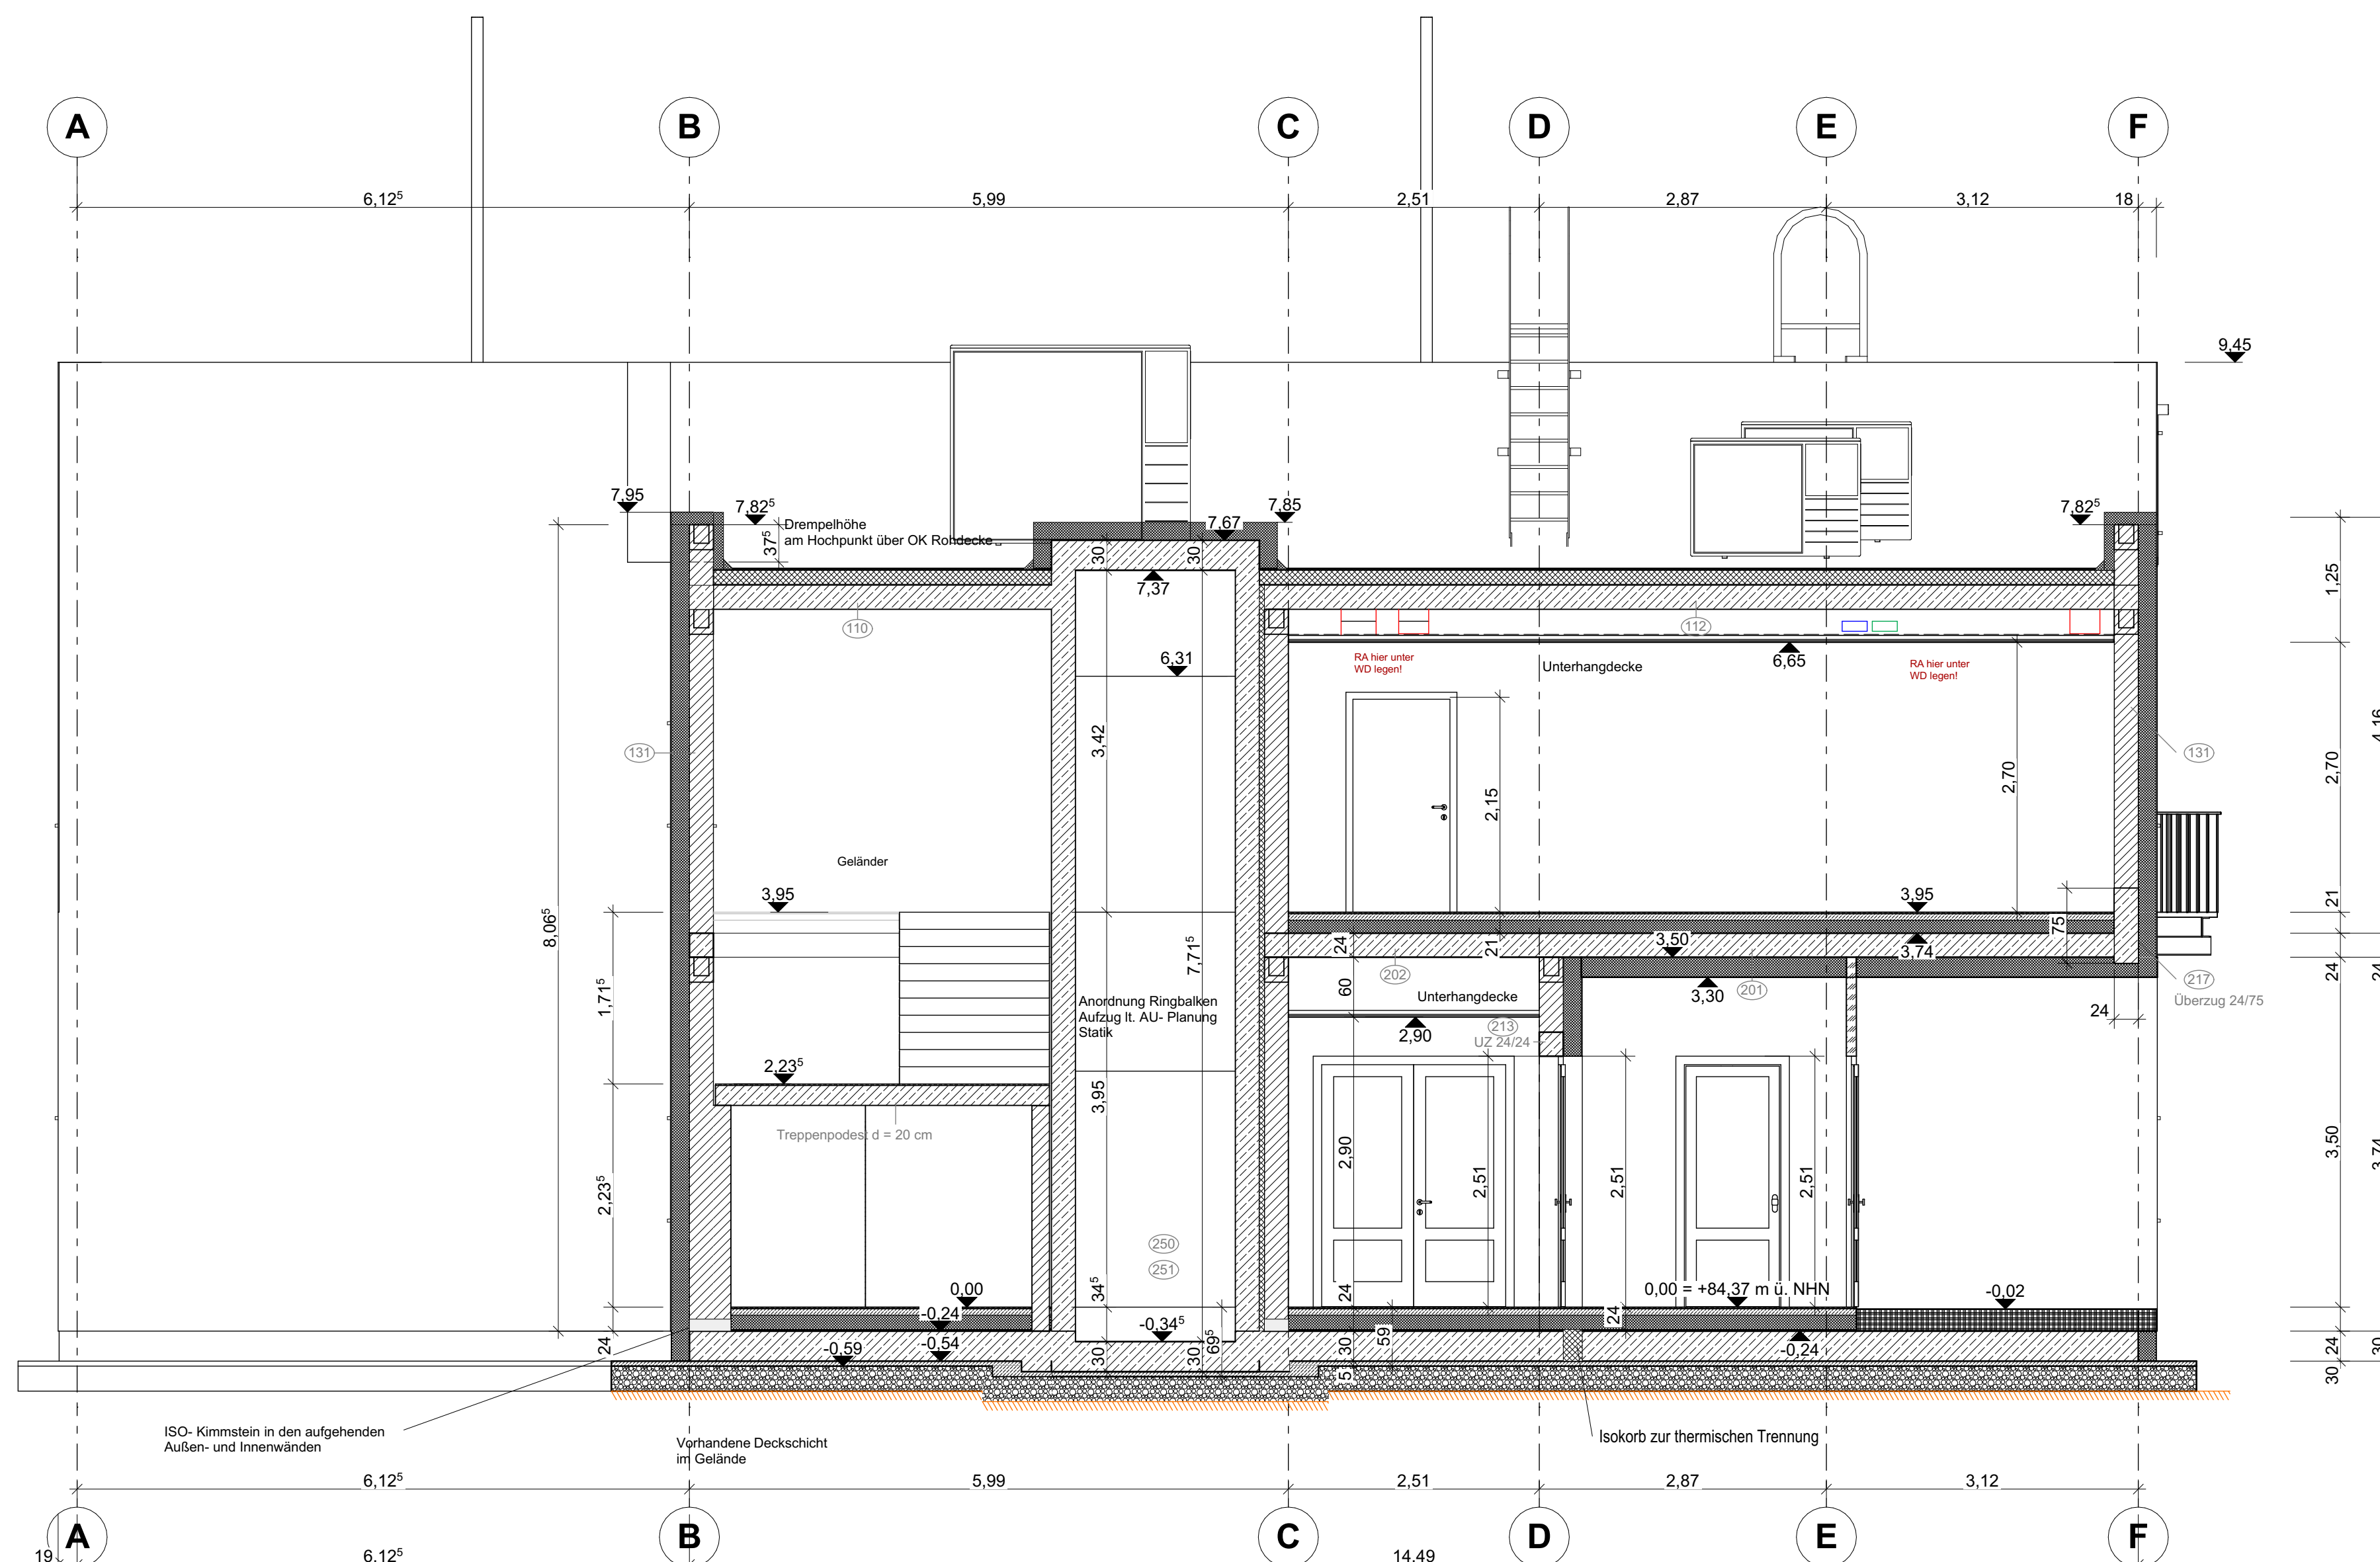 A
B
C
D
E
F
6,12⁵
5,99
2,51
2,87
3,12
18
9,45
7,95
7,82⁵
Drempelhöhe
am Hochpunkt über OK Rohdecke
37⁵
7,67
7,85
7,82⁵
30
30
7,37
110
112
6,31
RA hier unter
WD legen!
Unterhangdecke
6,65
RA hier unter
WD legen!
131
3,42
2,15
2,70
131
1,25
2,70
4,16
Geländer
3,95
3,95
8,06⁵
7,71⁵
24
21
3,50
3,74
75
21
202
201
217
Überzug 24/75
24
24
24
1,71⁵
Anordnung Ringbalken
Aufzug lt. AU- Planung
Statik
60
Unterhangdecke
3,30
2,90
213
UZ 24/24
24
2,23⁵
3,95
Treppenpodest d = 20 cm
2,90
2,51
2,51
2,51
3,50
3,74
2,23⁵
250
251
34⁵
24
0,00
0,00 = +84,37 m ü. NHN
-0,02
-0,24
-0,34⁵
24
24
-0,59
-0,54
30
30
69⁵
30
59
-0,24
24
30
5
30
ISO- Kimmstein in den aufgehenden
Außen- und Innenwänden
Vorhandene Deckschicht
im Gelände
Isokorb zur thermischen Trennung
6,12⁵
5,99
2,51
2,87
3,12
A
B
C
D
E
F
19
6,12⁵
14,49